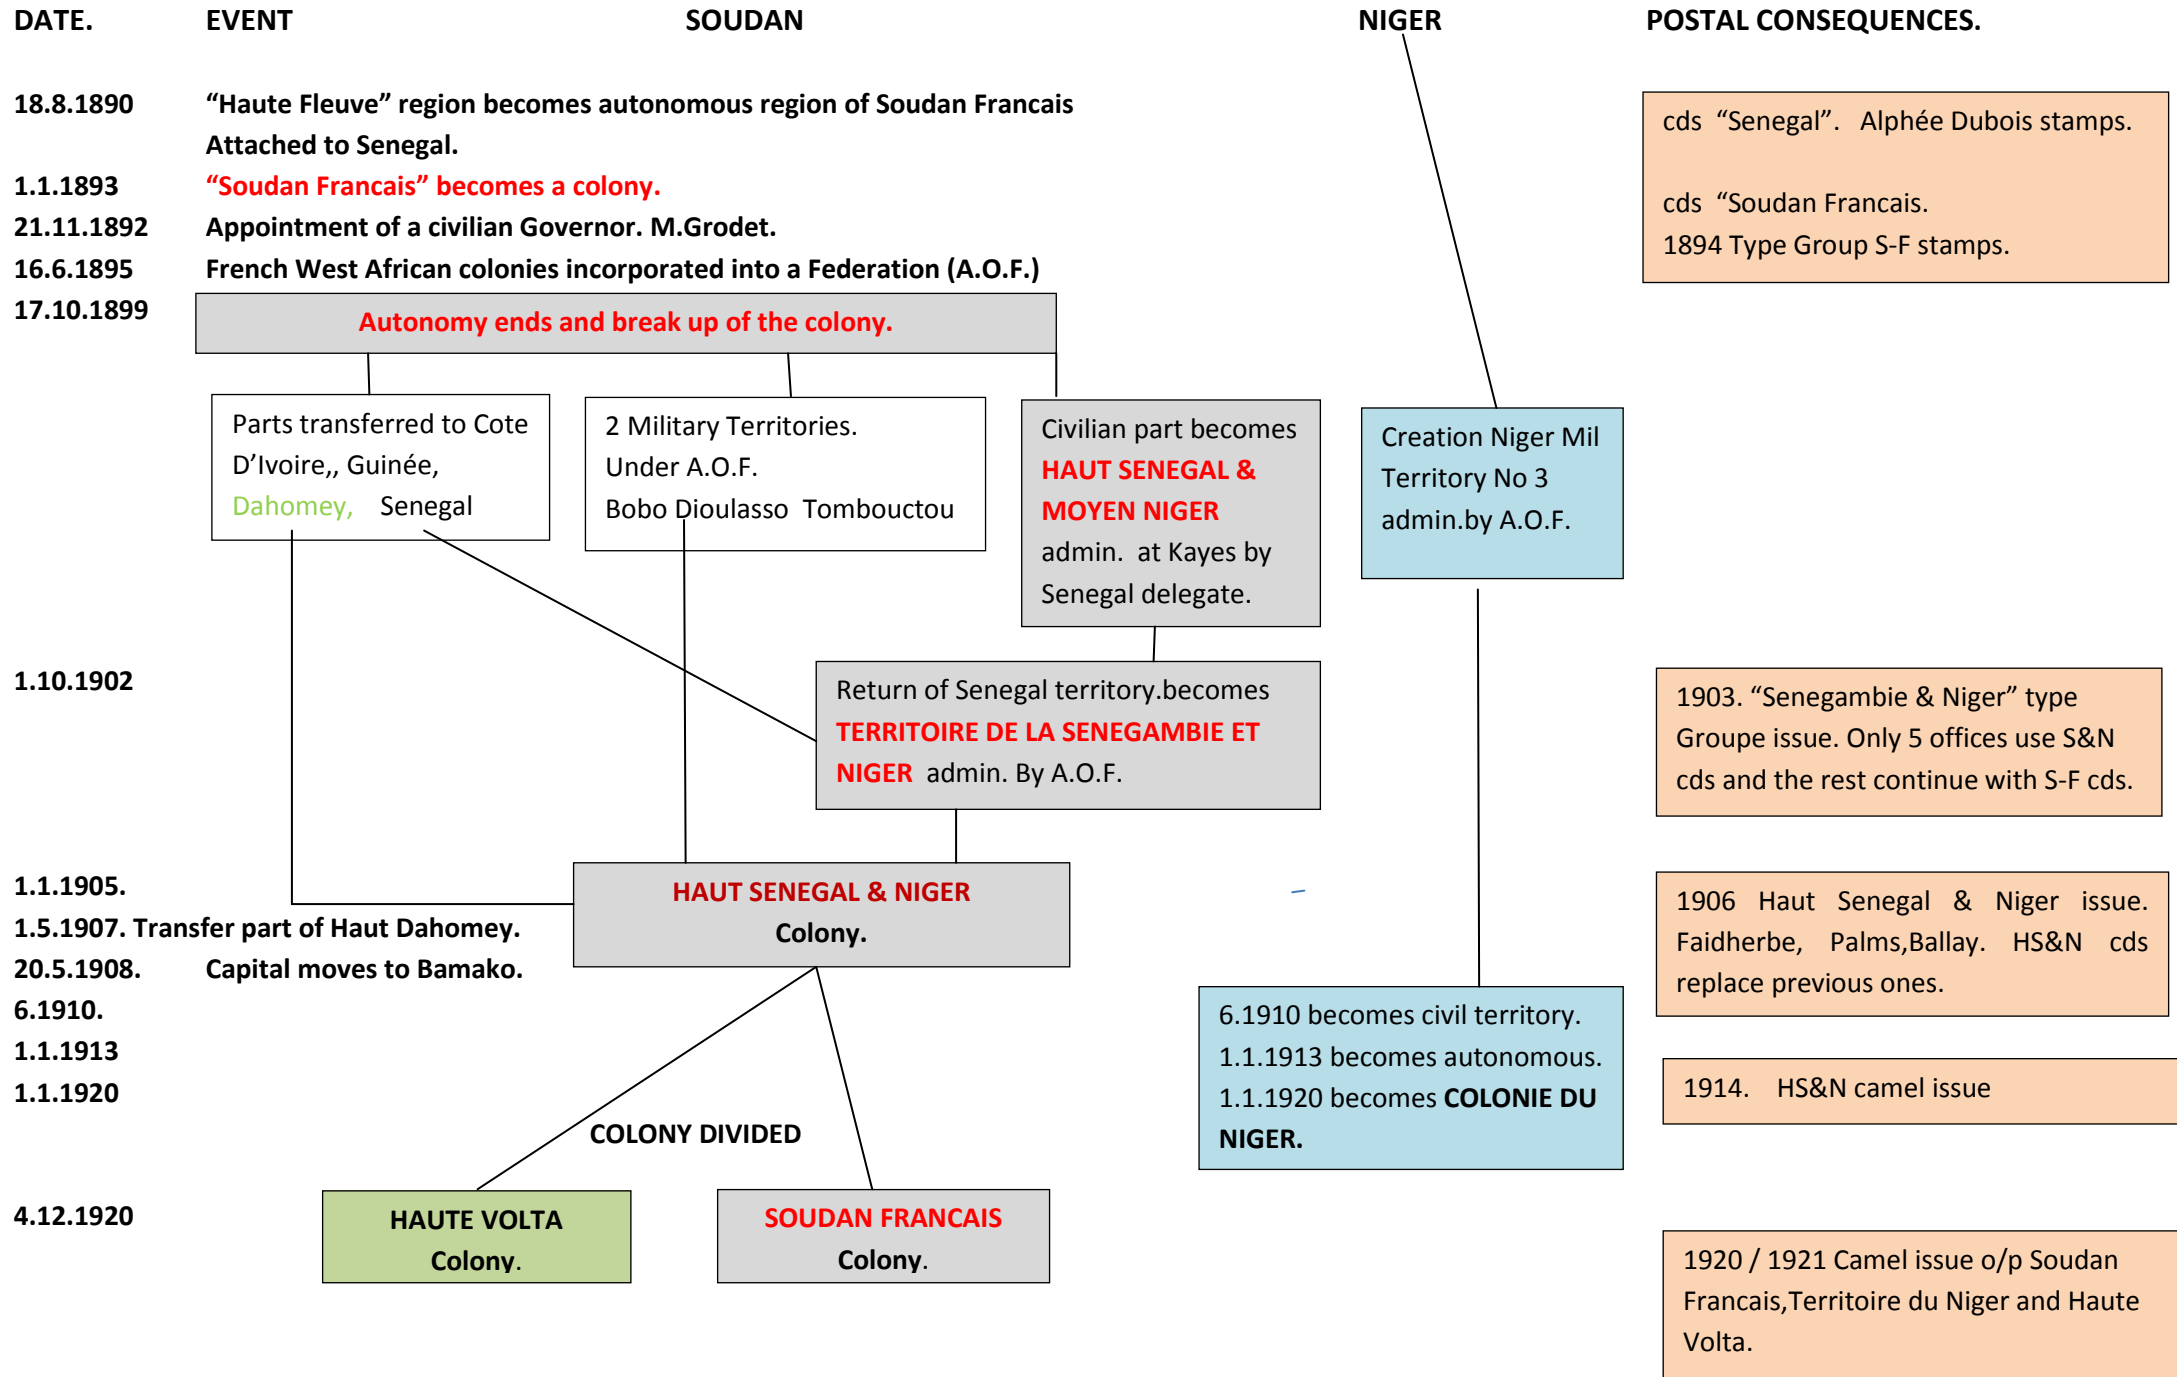 DATE. EVENT SOUDAN NIGER POSTAL CONSEQUENCES.
18.8.1890 “Haute Fleuve” region becomes autonomous region of Soudan Francais
Attached to Senegal.
1.1.1893 “Soudan Francais” becomes a colony.
21.11.1892 Appointment of a civilian Governor. M.Grodet.
16.6.1895 French West African colonies incorporated into a Federation (A.O.F.)
17.10.1899
cds “Senegal”. Alphée Dubois stamps.
cds “Soudan Francais.
1894 Type Group S-F stamps.
Autonomy ends and break up of the colony.
Parts transferred to Cote
D’Ivoire,, Guinée,
Dahomey, Senegal
2 Military Territories.
Under A.O.F.
Bobo Dioulasso Tombouctou
Civilian part becomes
HAUT SENEGAL &
MOYEN NIGER
admin. at Kayes by
Senegal delegate.
Creation Niger Mil
Territory No 3
admin.by A.O.F.
1.10.1902
Return of Senegal territory.becomes
TERRITOIRE DE LA SENEGAMBIE ET
NIGER admin. By A.O.F.
1903. “Senegambie & Niger” type
Groupe issue. Only 5 offices use S&N
cds and the rest continue with S-F cds.
1.1.1905.
1.5.1907. Transfer part of Haut Dahomey.
20.5.1908. Capital moves to Bamako.
6.1910.
1.1.1913
1.1.1920
HAUT SENEGAL & NIGER
Colony.
1906 Haut Senegal & Niger issue.
Faidherbe, Palms,Ballay. HS&N cds
replace previous ones.
6.1910 becomes civil territory.
1.1.1913 becomes autonomous.
1.1.1920 becomes COLONIE DU
NIGER.
1914. HS&N camel issue
COLONY DIVIDED
4.12.1920
HAUTE VOLTA
Colony.
SOUDAN FRANCAIS
Colony.
1920 / 1921 Camel issue o/p Soudan
Francais,Territoire du Niger and Haute
Volta.